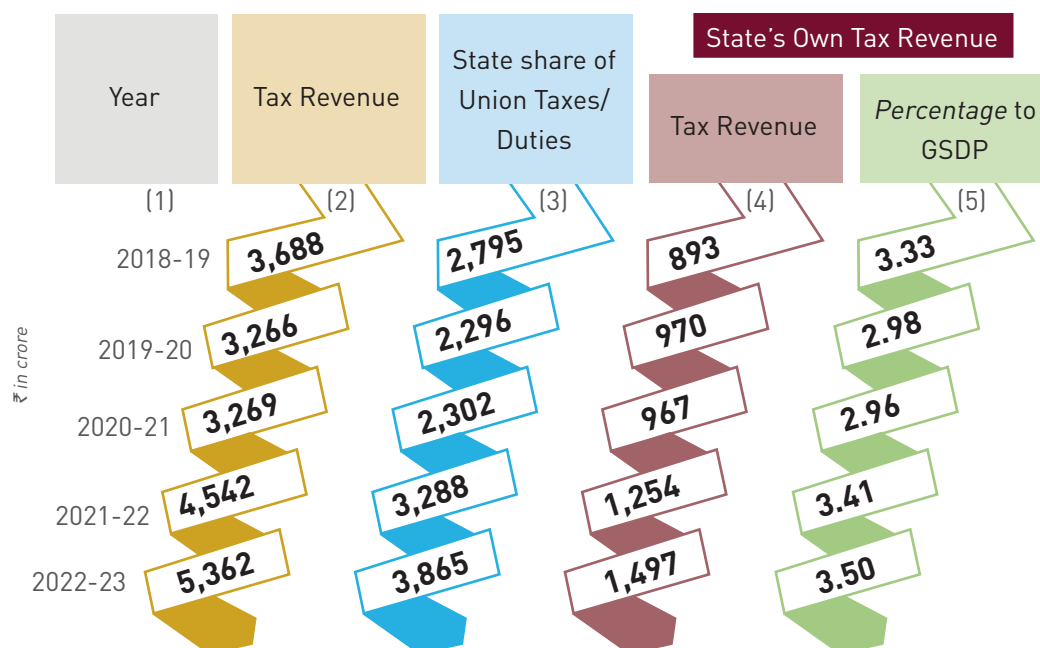 State's Own Tax Revenue
Year
Tax Revenue
State share of
Union Taxes/
Duties
Tax Revenue
Percentage to
GSDP
(1) (2) (3) (4) (5)
2018-19 3,688 2,795 893 3.33
2019-20 3,266 2,296 970 2.98
2020-21 3,269 2,302 967 2.96
2021-22 4,542 3,288 1,254 3.41
2022-23 5,362 3,865 1,497 3.50
₹ in crore